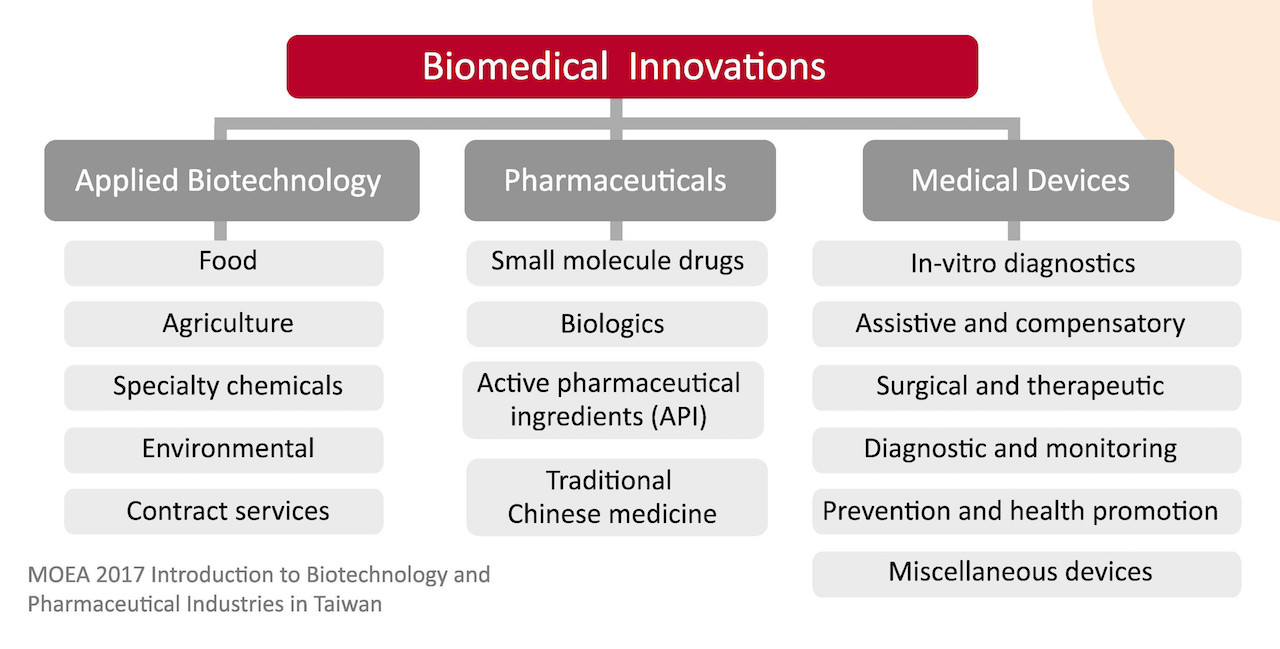 Biomedical Innovations
Applied Biotechnology
Food
Agriculture
Specialty chemicals
Environmental
Contract services
Pharmaceuticals
Small molecule drugs
Biologics
Active pharmaceutical
ingredients (API)
Traditional
Chinese medicine
Medical Devices
In-vitro diagnostics
Assistive and compensatory
Surgical and therapeutic
Diagnostic and monitoring
Prevention and health promotion
Miscellaneous devices
MOEA 2017 Introduction to Biotechnology and
Pharmaceutical Industries in Taiwan